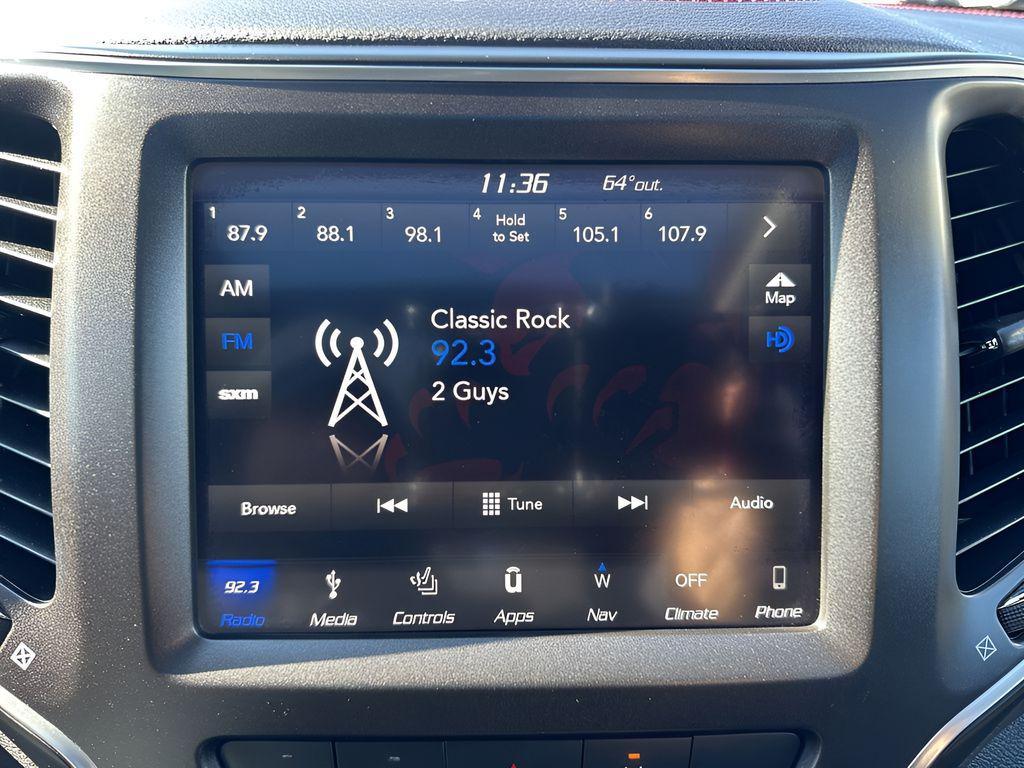 11:36 64°out.
1 87.9 2 88.1 3 98.1 4 Hold to Set 5 105.1 6 107.9
AM
Map
Classic Rock
FM
92.3
HD
sxm
2 Guys
Browse Tune Audio
92.3 W OFF
Radio Media Controls Apps Nav Climate Phone